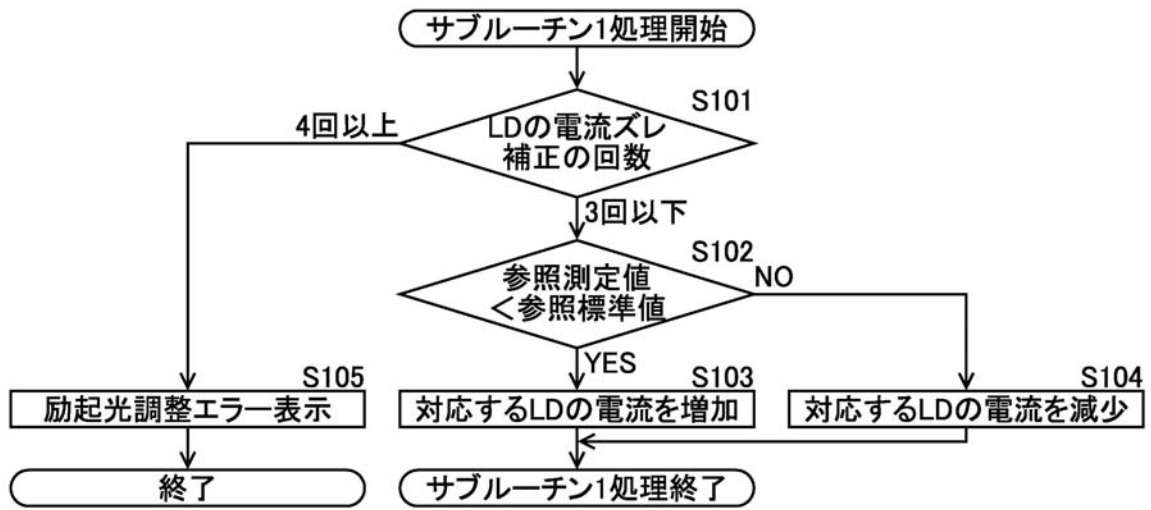 サブルーチン1処理開始
S101
4回以上
LDの電流ズレ
補正の回数
3回以下
S102
参照測定値
<参照標準値
NO
YES
S105
励起光調整エラー表示
S103
対応するLDの電流を増加
S104
対応するLDの電流を減少
終了
サブルーチン1処理終了